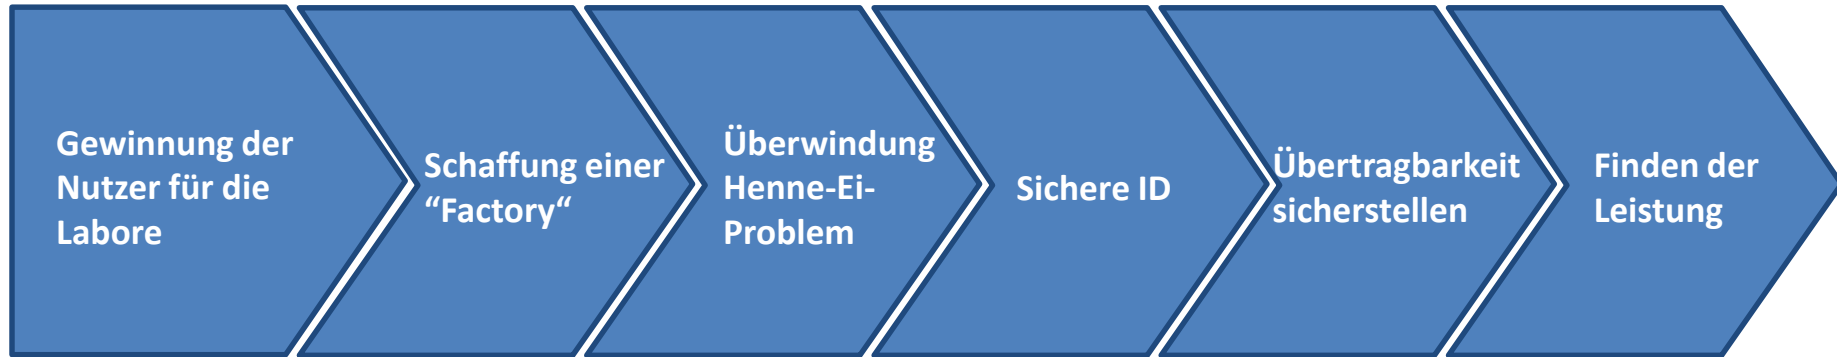 Gewinnung der
Nutzer für die
Labore
Schaffung einer
“Factory“
Überwindung
Henne-Ei-
Problem
Sichere ID
Übertragbarkeit
sicherstellen
Finden der
Leistung